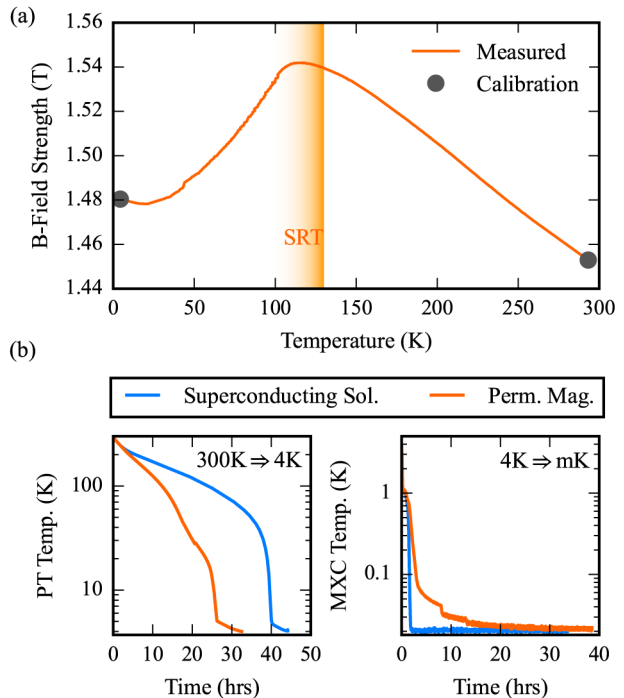 (a)
1.56
1.54
1.52
1.50
1.48
1.46
1.44
B-Field Strength (T)
Measured
Calibration
SRT
0 50 100 150 200 250 300
Temperature (K)
(b)
Superconducting Sol. Perm. Mag.
300K ⇒ 4K
100
10
PT Temp. (K)
0 10 20 30 40 50
Time (hrs)
4K ⇒ mK
1
0.1
MXC Temp. (K)
0 10 20 30 40
Time (hrs)